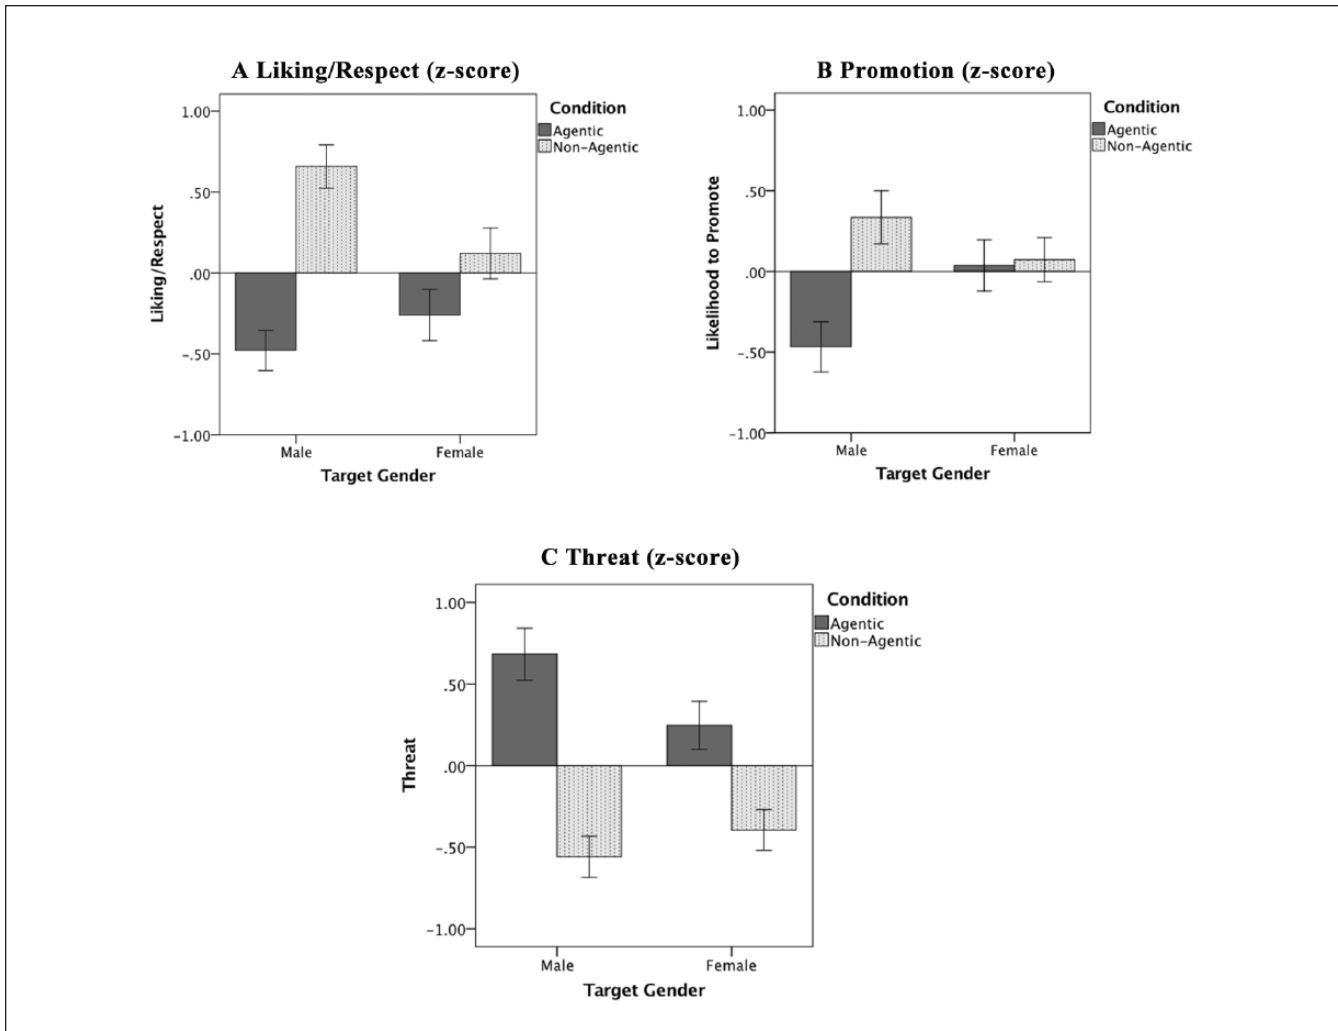 A Liking/Respect (z-score)
1.00
.50
.00
-.50
-1.00
Liking/Respect
Male
Female
Target Gender
Condition
Agentic
Non-Agentic
B Promotion (z-score)
1.00
.50
.00
-.50
-1.00
Likelihood to Promote
Male
Female
Target Gender
Condition
Agentic
Non-Agentic
C Threat (z-score)
1.00
.50
.00
-.50
-1.00
Threat
Male
Female
Target Gender
Condition
Agentic
Non-Agentic